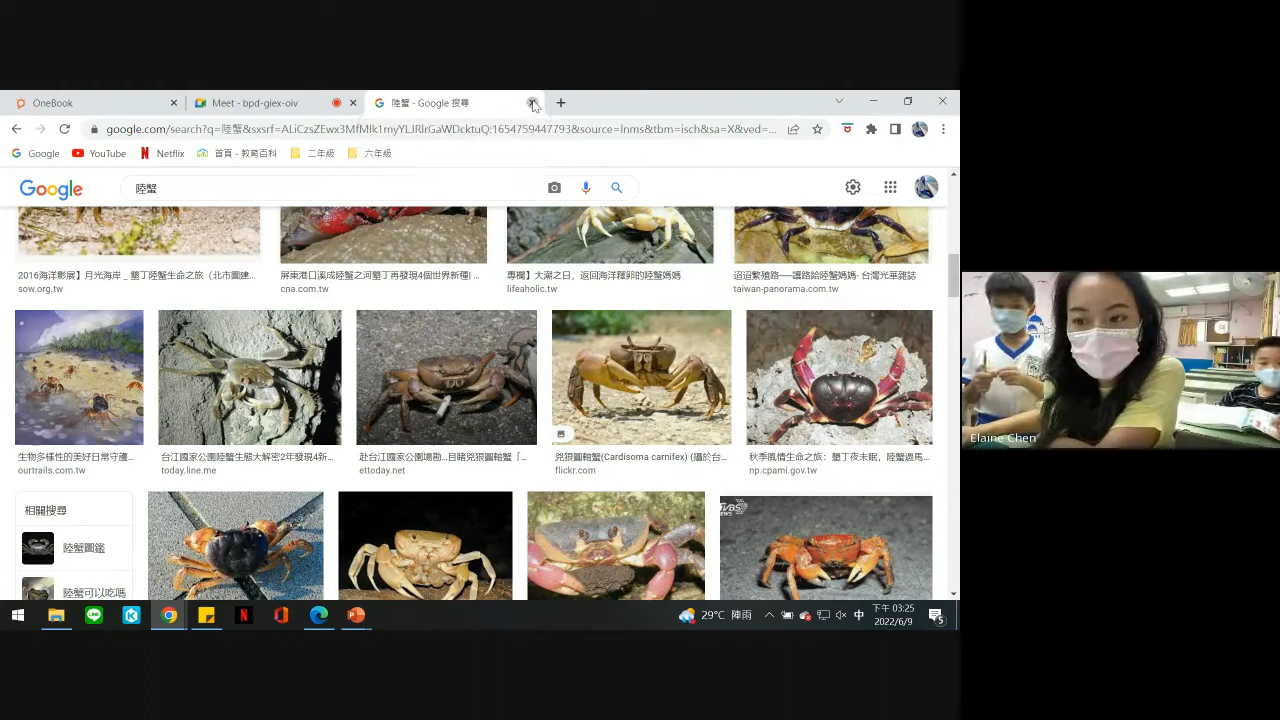 OneBook
Meet - bpd-giex-oiv
陸蟹 - Google 搜尋
google.com/search?q=陸蟹&sxsrf=ALiCzsZEwx3MfMlk1myYLJRlrGaWDcktuQ:1654759447793&source=lnms&tbm=isch&sa=X&ved=...
Google
YouTube
Netflix
首頁 - 教育百科
二年級
六年級
Google
陸蟹
2016海洋影展】月光海岸 _ 墾丁陸蟹生命之旅（北市圖建...
sow.org.tw
屏東港口溪成陸蟹之河墾丁再發現4個世界新種| ...
cna.com.tw
專欄】大潮之日，返回海洋釋卵的陸蟹媽媽
lifeaholic.tw
迢迢繁殖路──讓路給陸蟹媽媽- 台灣光華雜誌
taiwan-panorama.com.tw
生物多樣性的美好日常守護...
ourtrails.com.tw
台江國家公園陸蟹生態大解密2年發現4新...
today.line.me
赴台江國家公園場勘...目睹兇狠圓軸蟹「...
ettoday.net
兇狠圓軸蟹(Cardisoma carnifex) (攝於台...
flickr.com
秋季風情生命之旅：墾丁夜未眠，陸蟹過馬...
np.cpami.gov.tw
相關搜尋
陸蟹圖鑑
陸蟹可以吃嗎
TVBS
NEWS
29°C 陣雨
中
下午 03:25
2022/6/9
5
Elaine Chen